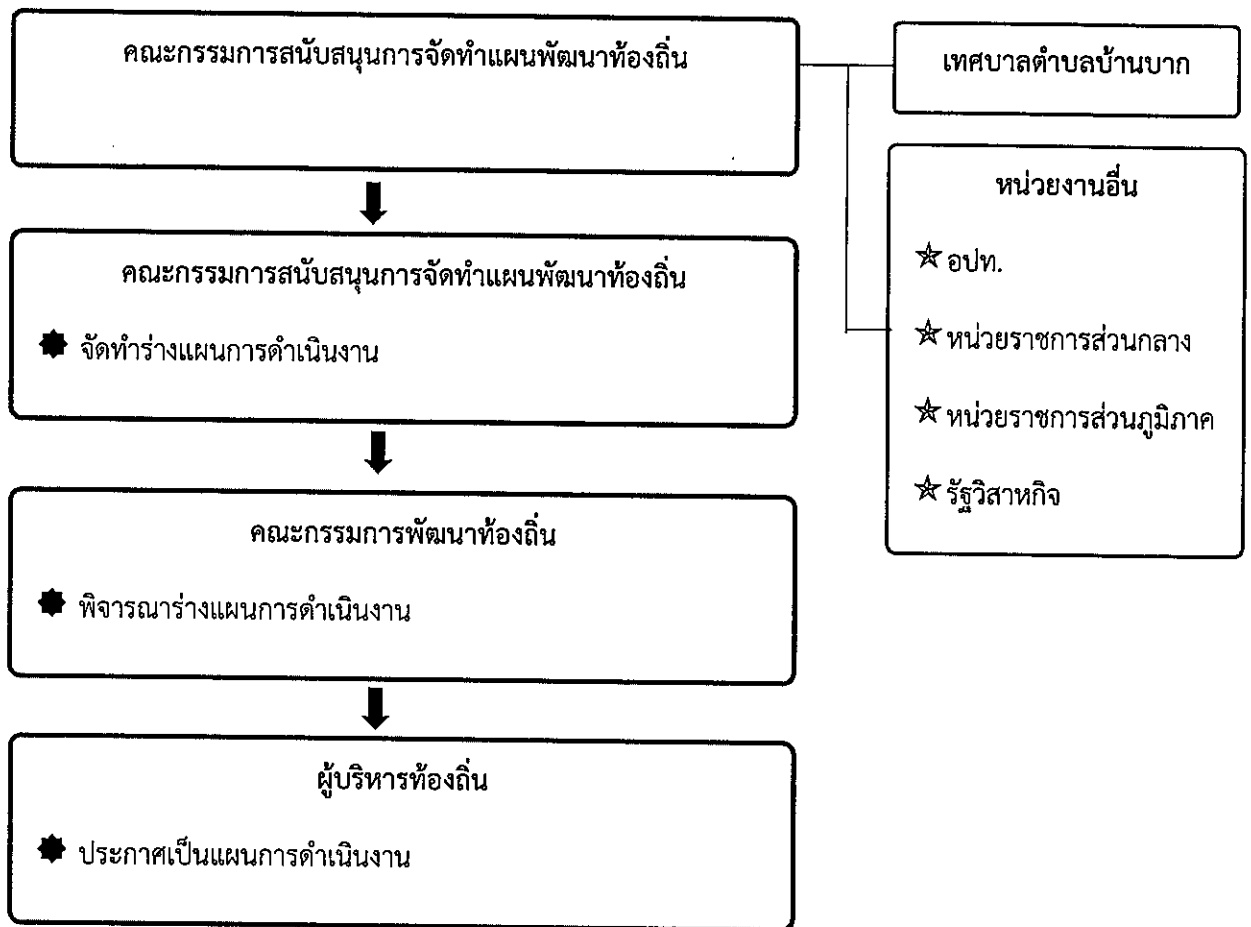 คณะกรรมการสนับสนุนการจัดทำแผนพัฒนาท้องถิ่น
เทศบาลตำบลบ้านบาก
หน่วยงานอื่น
☆ อปท.
☆ หน่วยราชการส่วนกลาง
☆ หน่วยราชการส่วนภูมิภาค
☆ รัฐวิสาหกิจ
คณะกรรมการสนับสนุนการจัดทำแผนพัฒนาท้องถิ่น
จัดทำร่างแผนการดำเนินงาน
คณะกรรมการพัฒนาท้องถิ่น
พิจารณาร่างแผนการดำเนินงาน
ผู้บริหารท้องถิ่น
ประกาศเป็นแผนการดำเนินงาน